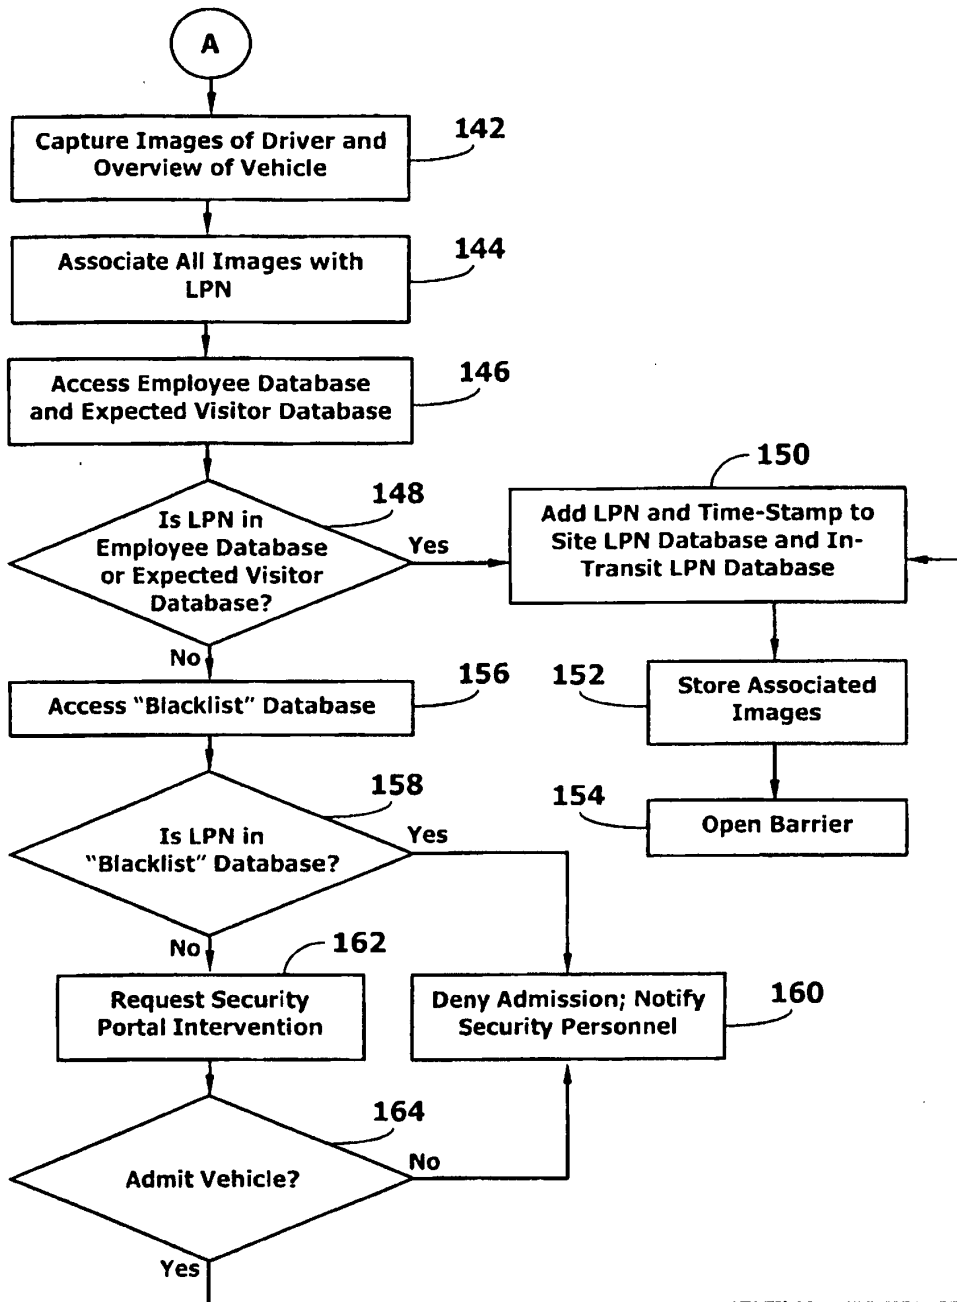 A
Capture Images of Driver and
Overview of Vehicle
142
Associate All Images with
LPN
144
Access Employee Database
and Expected Visitor Database
146
Is LPN in
Employee Database
or Expected Visitor
Database?
148
Yes
No
Add LPN and Time-Stamp to
Site LPN Database and In-
Transit LPN Database
150
Store Associated
Images
152
Open Barrier
154
Access “Blacklist” Database
156
Is LPN in
“Blacklist” Database?
158
Yes
No
Request Security
Portal Intervention
162
Deny Admission; Notify
Security Personnel
160
Admit Vehicle?
164
No
Yes